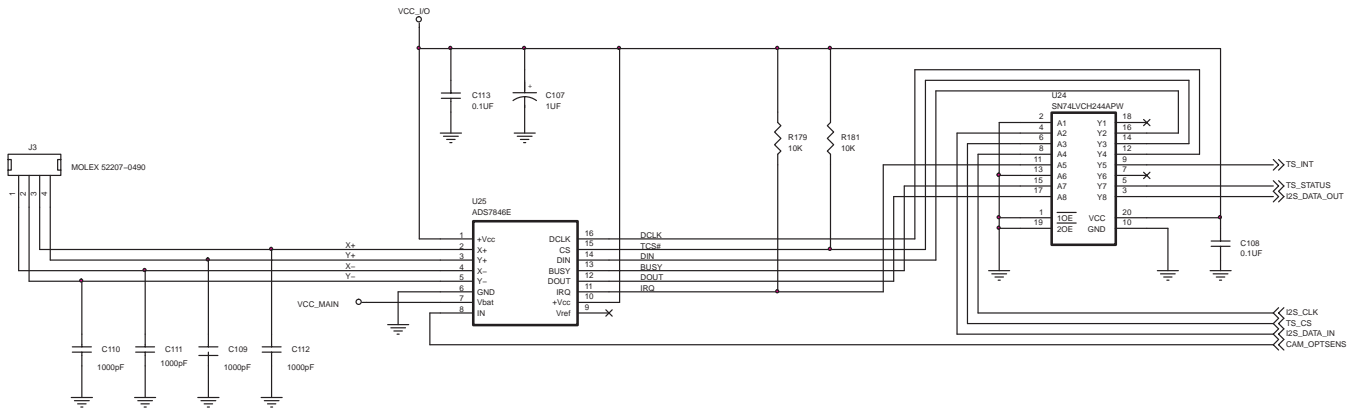 VCC_I/O
C113
0.1UF
+
C107
1UF
R179
10K
R181
10K
U24
SN74LVCH244APW
2 A1 Y1 18
4 A2 Y2 16
6 A3 Y3 14
8 A4 Y4 12
11 A5 Y5 9
13 A6 Y6 7
15 A7 Y7 5
17 A8 Y8 3
1 1OE VCC 20
19 2OE GND 10
TS_INT
TS_STATUS
I2S_DATA_OUT
C108
0.1UF
J3
MOLEX 52207–0490
1 2 3 4
U25
ADS7846E
1 +Vcc DCLK 16 DCLK
X+ 2 X+ CS 15 TCS#
Y+ 3 Y+ DIN 14 DIN
X– 4 X– BUSY 13 BUSY
Y– 5 Y– DOUT 12 DOUT
6 GND IRQ 11 IRQ
VCC_MAIN 7 Vbat +Vcc 10
8 IN Vref 9
I2S_CLK
TS_CS
I2S_DATA_IN
CAM_OPTSENS
C110
1000pF
C111
1000pF
C109
1000pF
C112
1000pF